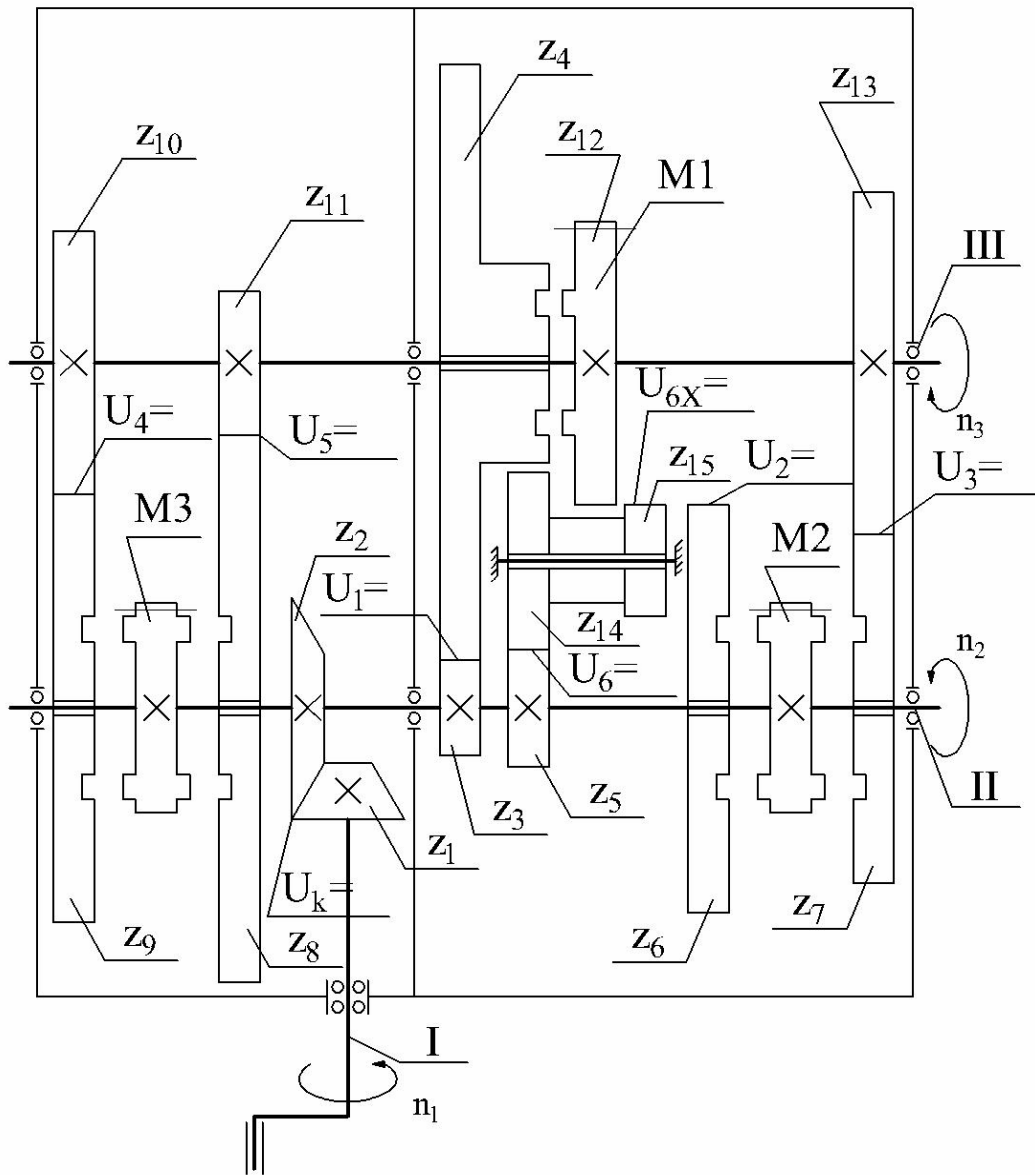 z₄
z₁₃
z₁₀
z₁₂
M1
z₁₁
III
U₆ₓ=
U₄=
U₅=
n₃
z₁₅
U₂=
U₃=
M3
z₂
M2
U₁=
z₁₄
n₂
U₆=
z₃
z₅
II
z₁
Uₖ=
z₉
z₈
z₆
z₇
I
n₁